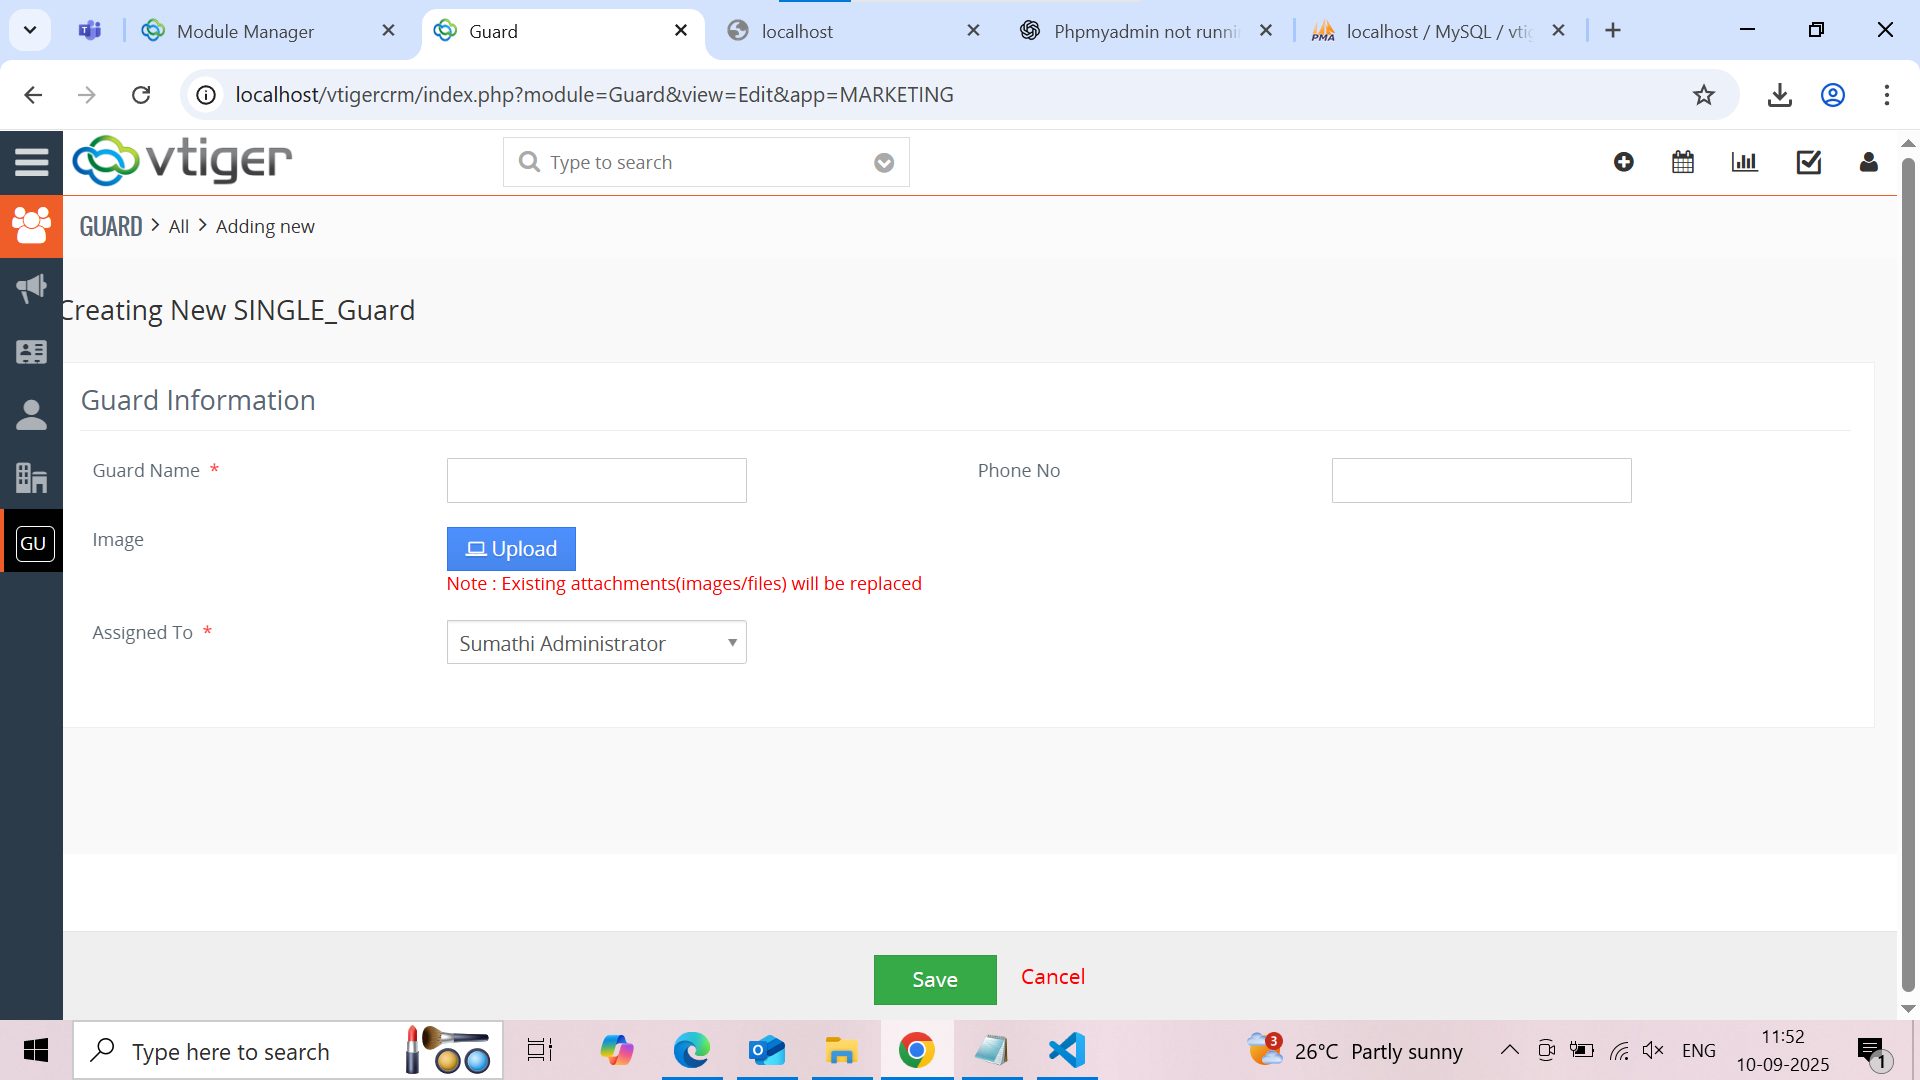 Module Manager
Guard
localhost
Phpmyadmin not runni
localhost / MySQL / vtig
localhost/vtigercrm/index.php?module=Guard&view=Edit&app=MARKETING
vtiger
Type to search
GUARD > All > Adding new
Creating New SINGLE_Guard
Guard Information
Guard Name *
Phone No
Image
Upload
Note : Existing attachments(images/files) will be replaced
Assigned To *
Sumathi Administrator
GU
Save
Cancel
Type here to search
3
26°C Partly sunny
ENG
11:52
10-09-2025
1
PMA